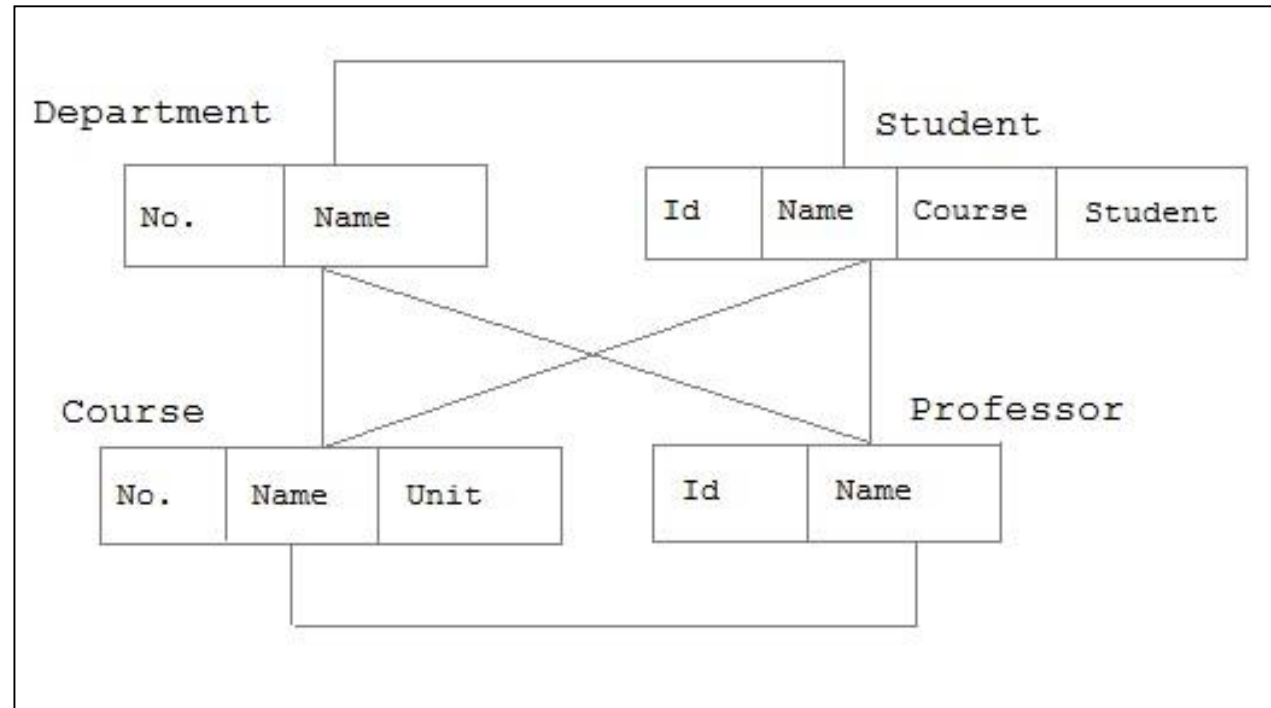 Department
Student
No. Name
Id Name Course Student
Course
Professor
No. Name Unit
Id Name